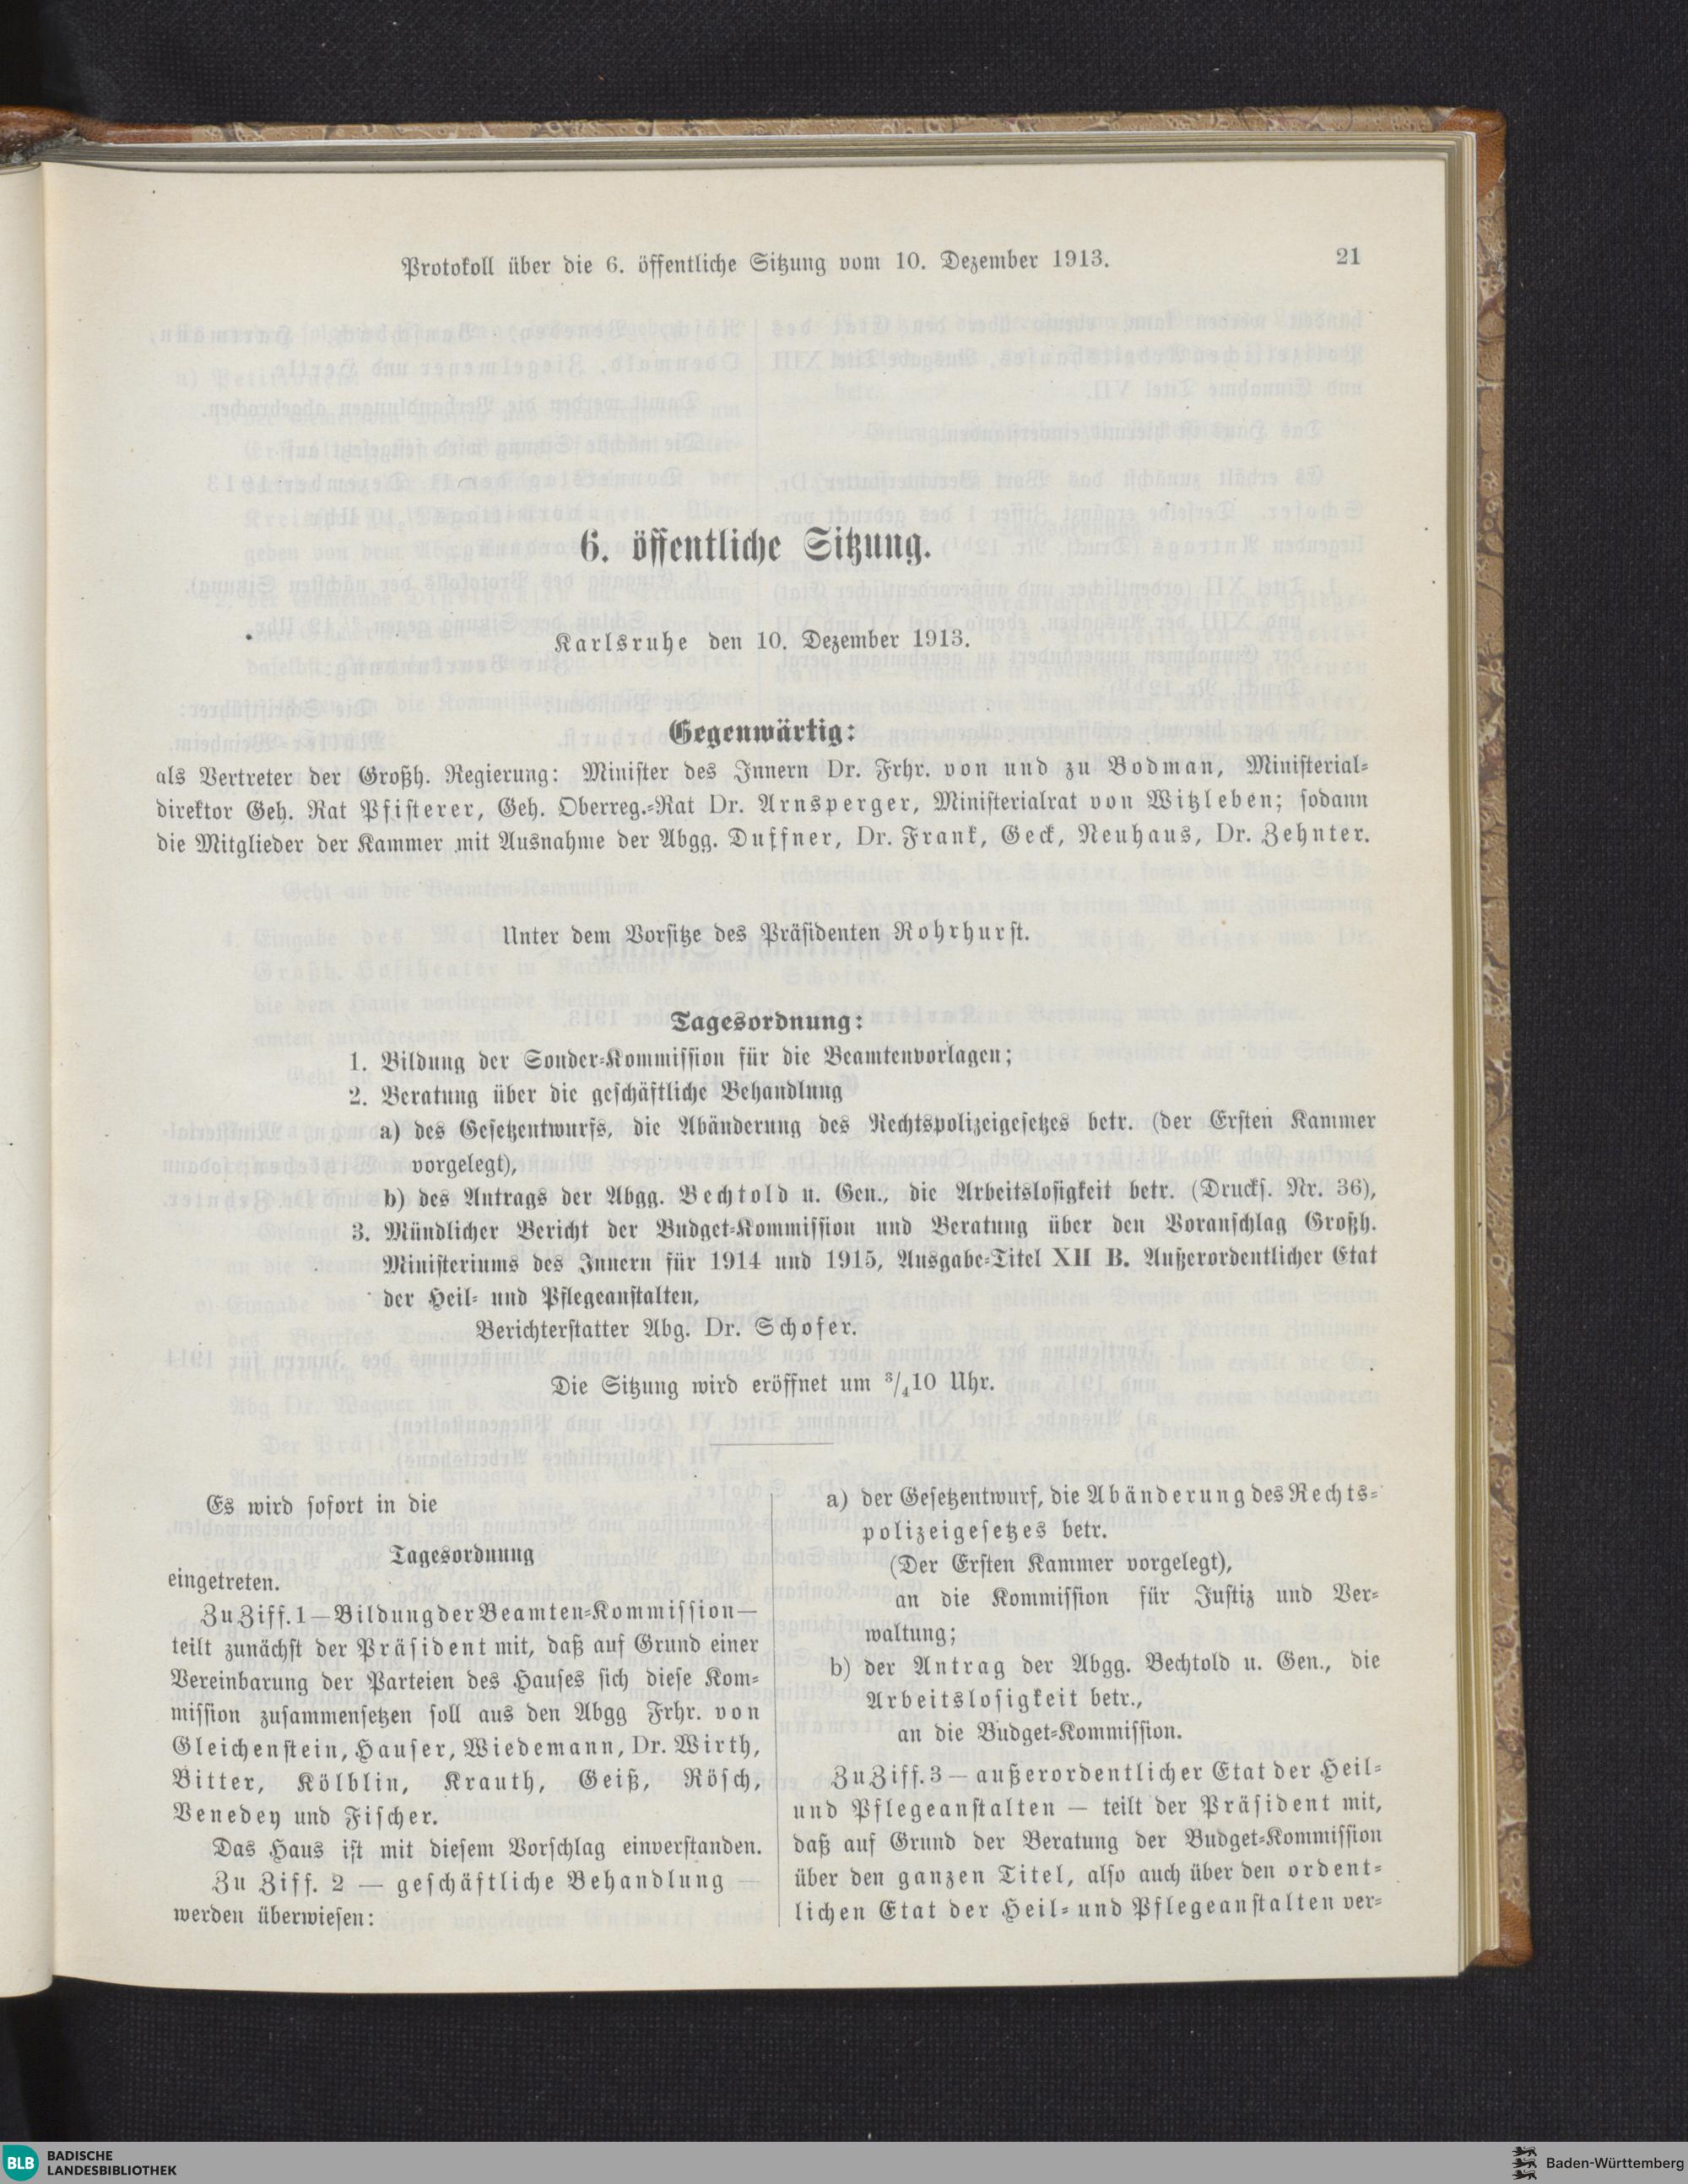 Protokoll über die 6. öffentliche Sitzung vom 10. Dezember 1913.
21
6. öffentliche Sitzung.
Karlsruhe den 10. Dezember 1913.
Gegenwärtig:
als Vertreter der Großh. Regierung: Minister des Innern Dr. Frhr. von und zu Bodman, Ministerial-
direktor Geh. Rat Pfisterer, Geh. Oberreg.-Rat Dr. Arnsperger, Ministerialrat von Witzleben; sodann
die Mitglieder der Kammer mit Ausnahme der Abgg. Duffner, Dr. Frank, Geck, Neuhaus, Dr. Zehnter.
Unter dem Vorsitze des Präsidenten Rohrhurst.
Tagesordnung:
1. Bildung der Sonder-Kommission für die Beamtenvorlagen;
2. Beratung über die geschäftliche Behandlung
a) des Gesetzentwurfs, die Abänderung des Rechtspolizeigesetzes betr. (der Ersten Kammer
vorgelegt),
b) des Antrags der Abgg. Bechtold u. Gen., die Arbeitslosigkeit betr. (Drucks. Nr. 36),
3. Mündlicher Bericht der Budget-Kommission und Beratung über den Voranschlag Großh.
Ministeriums des Innern für 1914 und 1915, Ausgabe-Titel XII B. Außerordentlicher Etat
der Heil- und Pflegeanstalten,
Berichterstatter Abg. Dr. Schofer.
Die Sitzung wird eröffnet um 3/4 10 Uhr.
Es wird sofort in die
Tagesordnung
eingetreten.
Zu Ziff. 1 — Bildung der Beamten-Kommission —
teilt zunächst der Präsident mit, daß auf Grund einer
Vereinbarung der Parteien des Hauses sich diese Kom-
mission zusammensetzen soll aus den Abgg Frhr. von
Gleichenstein, Hauser, Wiedemann, Dr. Wirth,
Bitter, Kölblin, Krauth, Geiß, Rösch,
Venedey und Fischer.
Das Haus ist mit diesem Vorschlag einverstanden.
Zu Ziff. 2 — geschäftliche Behandlung —
werden überwiesen:
a) der Gesetzentwurf, die Abänderung des Rechts-
polizeigesetzes betr.
(Der Ersten Kammer vorgelegt),
an die Kommission für Justiz und Ver-
waltung;
b) der Antrag der Abgg. Bechtold u. Gen., die
Arbeitslosigkeit betr.,
an die Budget-Kommission.
Zu Ziff. 3 — außerordentlicher Etat der Heil-
und Pflegeanstalten — teilt der Präsident mit,
daß auf Grund der Beratung der Budget-Kommission
über den ganzen Titel, also auch über den ordent-
lichen Etat der Heil- und Pflegeanstalten ver-
BLB BADISCHE
LANDESBIBLIOTHEK
Baden-Württemberg